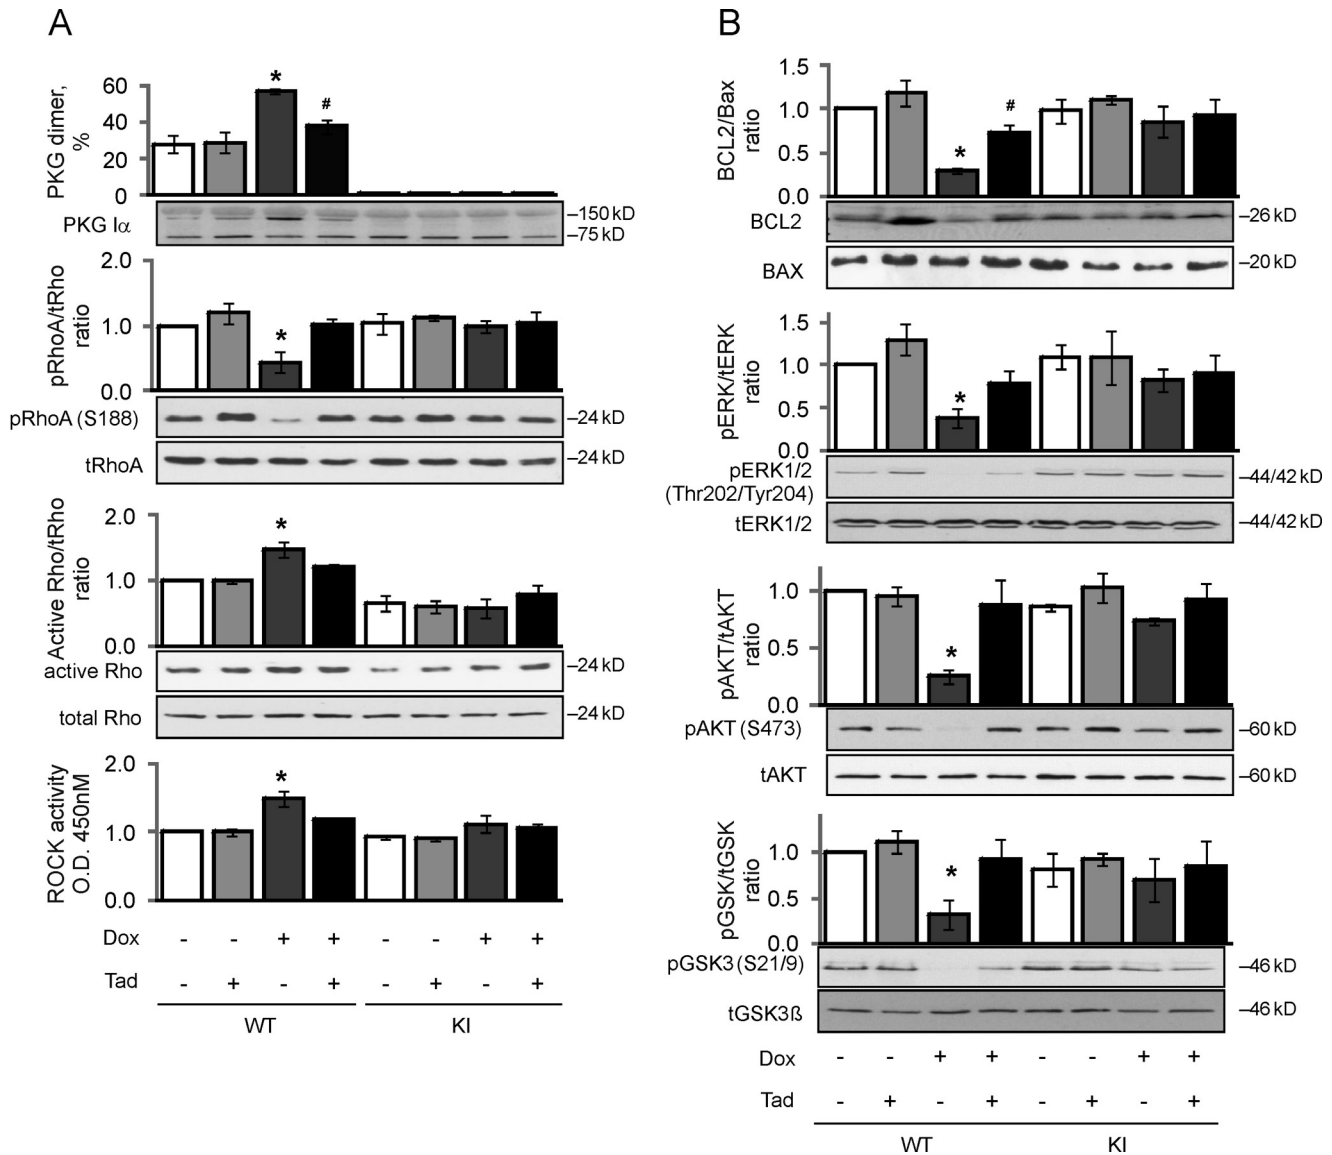 A
PKG dimer,
%
60
40
20
0
*
#
PKG Iα
–150 kD
–75 kD
pRhoA/tRho
ratio
2.0
1.0
0.0
*
pRhoA (S188)
–24 kD
tRhoA
–24 kD
Active Rho/tRho
ratio
2.0
1.0
0.0
*
active Rho
–24 kD
total Rho
–24 kD
ROCK activity
O.D. 450nM
2.0
1.0
0.0
*
Dox - - + + - - + +
Tad - + - + - + - +
WT KI
B
BCL2/Bax
ratio
1.5
1.0
0.5
0.0
*
#
BCL2
–26 kD
BAX
–20 kD
pERK/tERK
ratio
1.5
1.0
0.5
0.0
*
pERK1/2
(Thr202/Tyr204)
–44/42 kD
tERK1/2
–44/42 kD
pAKT/tAKT
ratio
1.0
0.5
0.0
*
pAKT (S473)
–60 kD
tAKT
–60 kD
pGSK/tGSK
ratio
1.0
0.5
0.0
*
pGSK3 (S21/9)
–46 kD
tGSK3ß
–46 kD
Dox - - + + - - + +
Tad - + - + - + - +
WT KI